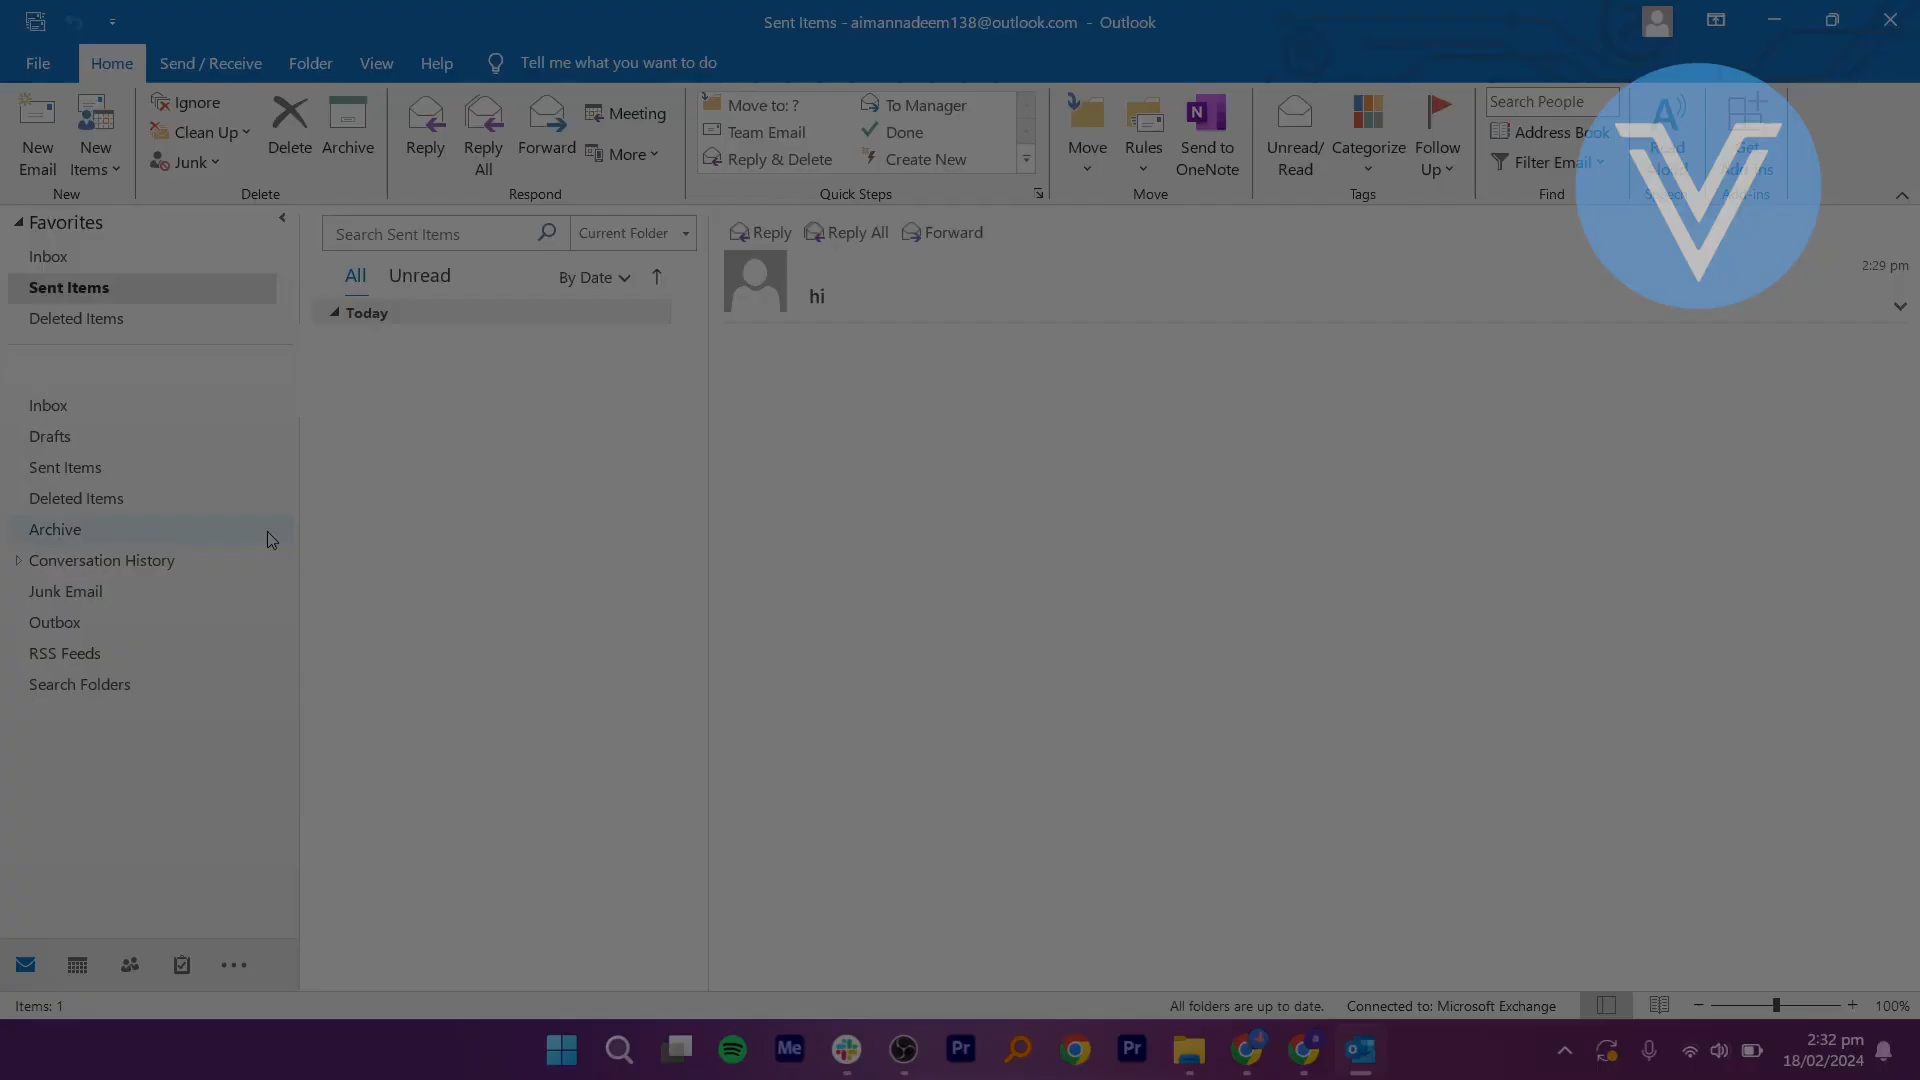 Sent Items - aimannadeem138@outlook.com - Outlook
File Home Send / Receive Folder View Help Tell me what you want to do
New Email
New Items
New
Ignore
Clean Up
Junk
Delete
Archive
Delete
Reply
Reply All
Forward
Meeting
More
Respond
Move to: ?
Team Email
Reply & Delete
To Manager
Done
Create New
Quick Steps
Move
Rules
Send to OneNote
Move
Unread/ Read
Categorize
Follow Up
Tags
Search People
Address Book
Filter Email
Find
Favorites
Inbox
Sent Items
Deleted Items
Inbox
Drafts
Sent Items
Deleted Items
Archive
Conversation History
Junk Email
Outbox
RSS Feeds
Search Folders
Search Sent Items
Current Folder
All Unread By Date
Today
Reply Reply All Forward
hi
2:29 pm
Items: 1
All folders are up to date. Connected to: Microsoft Exchange 100%
Me
Pr
Pr
2:32 pm
18/02/2024